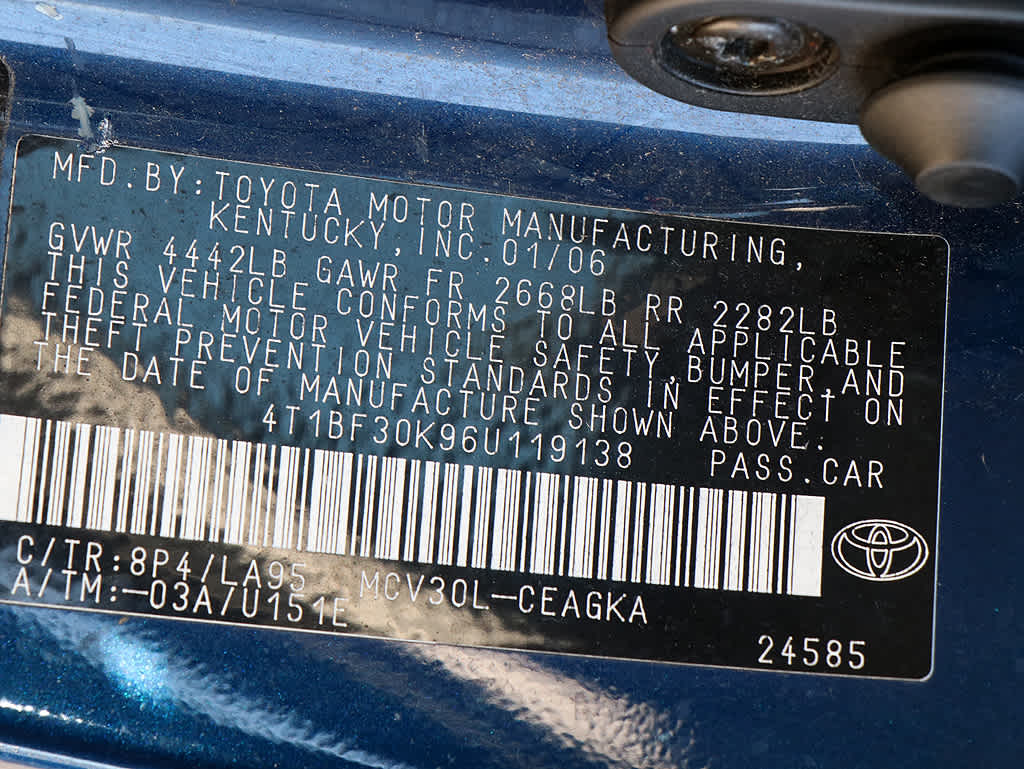 MFD.BY:TOYOTA MOTOR MANUFACTURING,
KENTUCKY,INC.01/06
GVWR 4442LB GAWR FR 2668LB RR 2282LB
THIS VEHICLE CONFORMS TO ALL APPLICABLE
FEDERAL MOTOR VEHICLE SAFETY,BUMPER,AND
THEFT PREVENTION STANDARDS IN EFFECT ON
THE DATE OF MANUFACTURE SHOWN ABOVE.
4T1BF30K96U119138 PASS.CAR
C/TR:8P4/LA95 MCV30L-CEAGKA
A/TM:-03A/U151E
24585